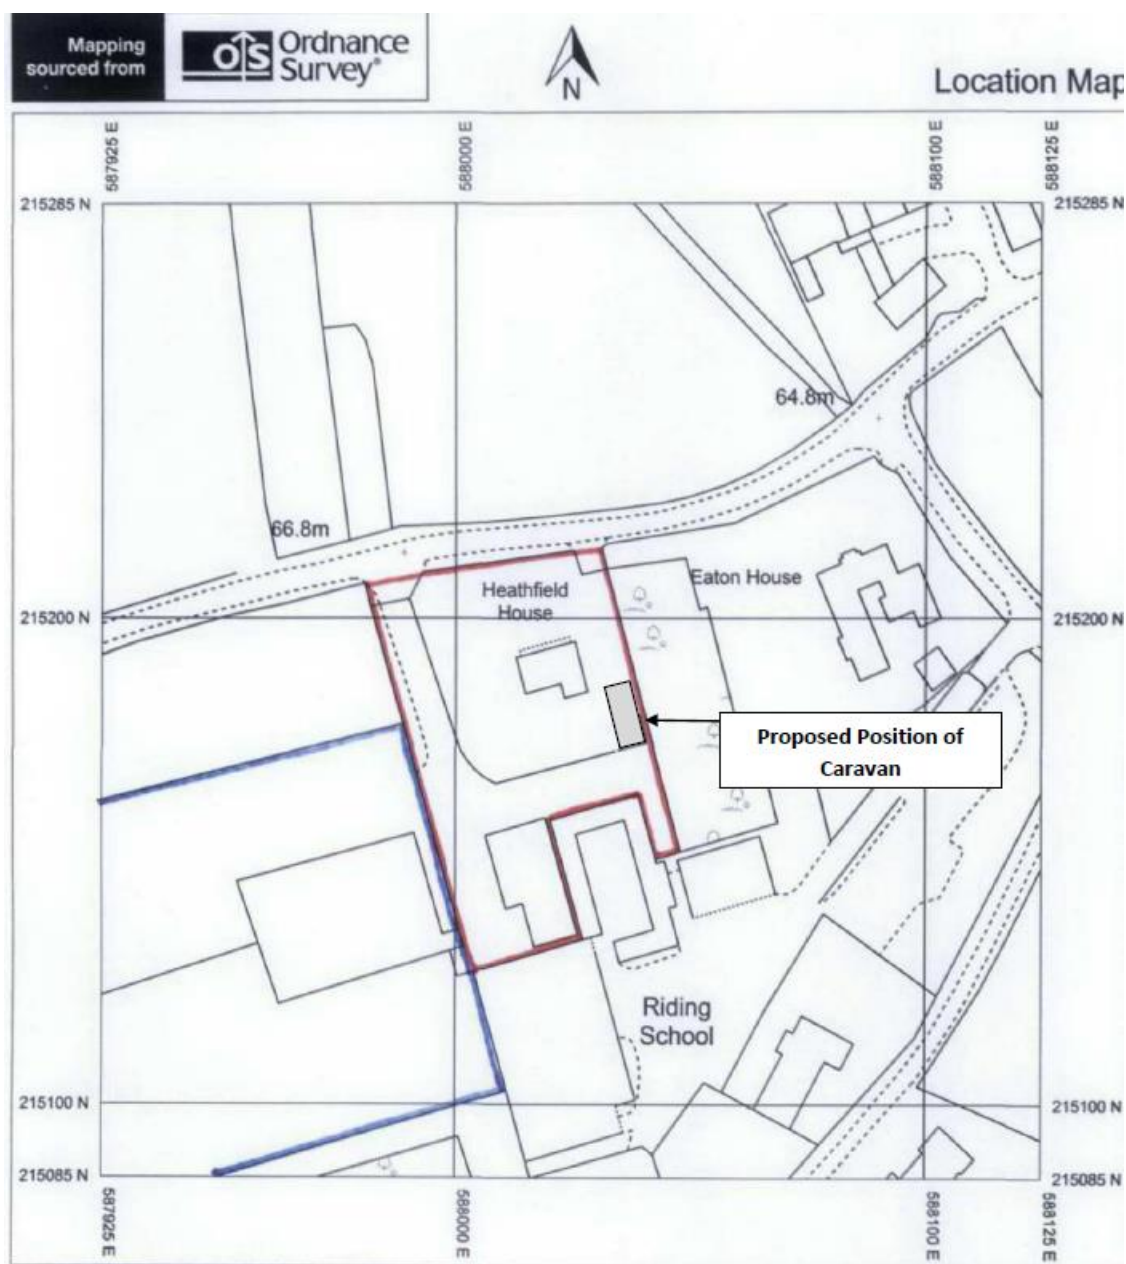 Mapping
sourced from
OS
Ordnance
Survey®
N
Location Map
587925 E
588000 E
588100 E
588125 E
215285 N
215285 N
64.8m
66.8m
Heathfield
House
Eaton House
215200 N
215200 N
Proposed Position of
Caravan
Riding
School
215100 N
215100 N
215085 N
215085 N
587925 E
588000 E
588100 E
588125 E